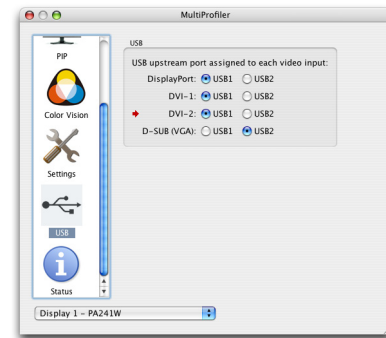 MultiProfiler
PIP
Color Vision
Settings
USB
Status
USB
USB upstream port assigned to each video input:
DisplayPort: USB1 USB2
DVI-1: USB1 USB2
DVI-2: USB1 USB2
D-SUB (VGA): USB1 USB2
Display 1 - PA241W